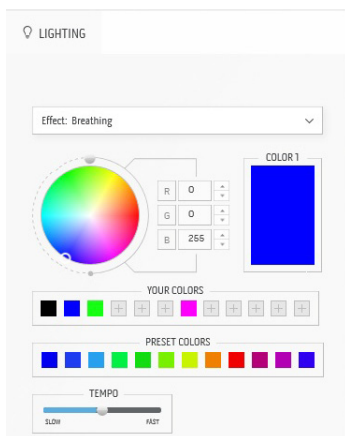 LIGHTING
Effect: Breathing
COLOR 1
R 0
G 0
B 255
YOUR COLORS
PRESET COLORS
TEMPO
SLOW FAST